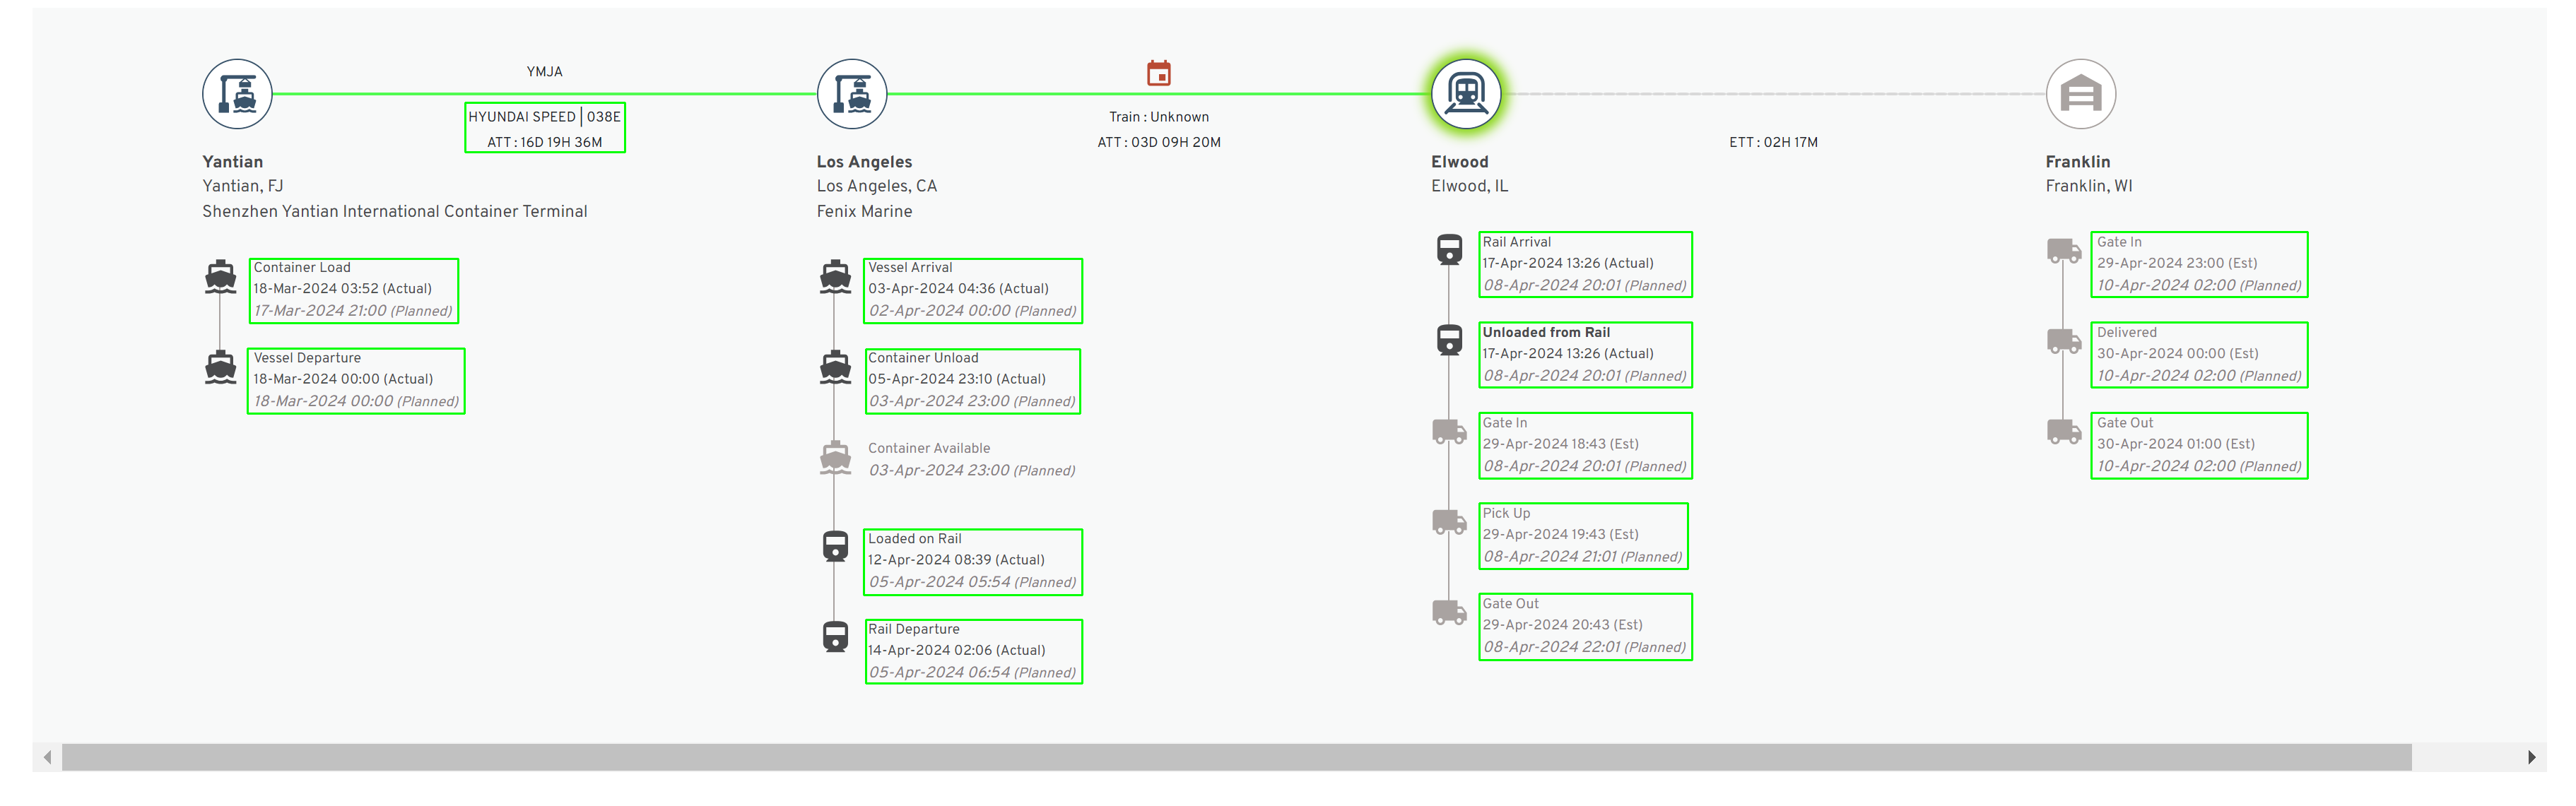 YMJA
HYUNDAI SPEED | 038E
ATT : 16D 19H 36M
Train : Unknown
ATT : 03D 09H 20M
ETT : 02H 17M
Yantian
Yantian, FJ
Shenzhen Yantian International Container Terminal
Container Load
18-Mar-2024 03:52 (Actual)
17-Mar-2024 21:00 (Planned)
Vessel Departure
18-Mar-2024 00:00 (Actual)
18-Mar-2024 00:00 (Planned)
Los Angeles
Los Angeles, CA
Fenix Marine
Vessel Arrival
03-Apr-2024 04:36 (Actual)
02-Apr-2024 00:00 (Planned)
Container Unload
05-Apr-2024 23:10 (Actual)
03-Apr-2024 23:00 (Planned)
Container Available
03-Apr-2024 23:00 (Planned)
Loaded on Rail
12-Apr-2024 08:39 (Actual)
05-Apr-2024 05:54 (Planned)
Rail Departure
14-Apr-2024 02:06 (Actual)
05-Apr-2024 06:54 (Planned)
Elwood
Elwood, IL
Rail Arrival
17-Apr-2024 13:26 (Actual)
08-Apr-2024 20:01 (Planned)
Unloaded from Rail
17-Apr-2024 13:26 (Actual)
08-Apr-2024 20:01 (Planned)
Gate In
29-Apr-2024 18:43 (Est)
08-Apr-2024 20:01 (Planned)
Pick Up
29-Apr-2024 19:43 (Est)
08-Apr-2024 21:01 (Planned)
Gate Out
29-Apr-2024 20:43 (Est)
08-Apr-2024 22:01 (Planned)
Franklin
Franklin, WI
Gate In
29-Apr-2024 23:00 (Est)
10-Apr-2024 02:00 (Planned)
Delivered
30-Apr-2024 00:00 (Est)
10-Apr-2024 02:00 (Planned)
Gate Out
30-Apr-2024 01:00 (Est)
10-Apr-2024 02:00 (Planned)